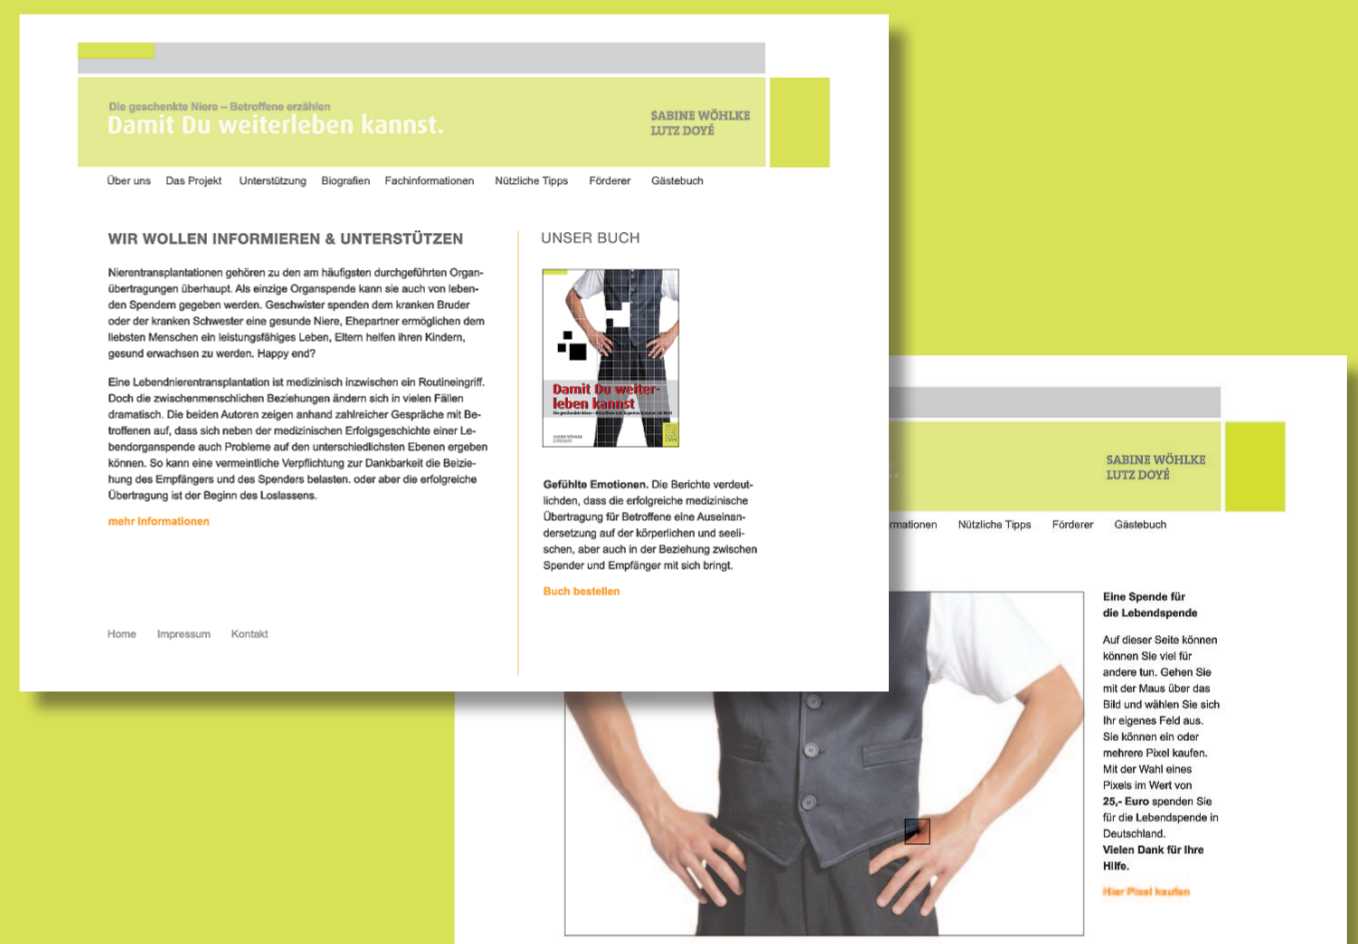 Die geschenkte Niere – Betroffene erzählen
Damit Du weiterleben kannst.
SABINE WÖHLKE
LUTZ DOYÉ
Über uns Das Projekt Unterstützung Biografien Fachinformationen Nützliche Tipps Förderer Gästebuch
WIR WOLLEN INFORMIEREN & UNTERSTÜTZEN
Nierentransplantationen gehören zu den am häufigsten durchgeführten Organ-
übertragungen überhaupt. Als einzige Organspende kann sie auch von leben-
den Spendern gegeben werden. Geschwister spenden dem kranken Bruder
oder der kranken Schwester eine gesunde Niere, Ehepartner ermöglichen dem
liebsten Menschen ein leistungsfähiges Leben, Eltern helfen ihren Kindern,
gesund erwachsen zu werden. Happy end?
Eine Lebendnierentransplantation ist medizinisch inzwischen ein Routineingriff.
Doch die zwischenmenschlichen Beziehungen ändern sich in vielen Fällen
dramatisch. Die beiden Autoren zeigen anhand zahlreicher Gespräche mit Be-
troffenen auf, dass sich neben der medizinischen Erfolgsgeschichte einer Le-
bendorganspende auch Probleme auf den unterschiedlichsten Ebenen ergeben
können. So kann eine vermeintliche Verpflichtung zur Dankbarkeit die Beizie-
hung des Empfängers und des Spenders belasten. oder aber die erfolgreiche
Übertragung ist der Beginn des Loslassens.
mehr Informationen
Home Impressum Kontakt
UNSER BUCH
Damit Du weiter-
leben kannst
Gefühlte Emotionen. Die Berichte verdeut-
lichden, dass die erfolgreiche medizinische
Übertragung für Betroffene eine Auseinan-
dersetzung auf der körperlichen und seeli-
schen, aber auch in der Beziehung zwischen
Spender und Empfänger mit sich bringt.
Buch bestellen
SABINE WÖHLKE
LUTZ DOYÉ
rmationen Nützliche Tipps Förderer Gästebuch
Eine Spende für
die Lebendspende
Auf dieser Seite können
können Sie viel für
andere tun. Gehen Sie
mit der Maus über das
Bild und wählen Sie sich
Ihr eigenes Feld aus.
Sie können ein oder
mehrere Pixel kaufen.
Mit der Wahl eines
Pixels im Wert von
25,- Euro spenden Sie
für die Lebendspende in
Deutschland.
Vielen Dank für Ihre
Hilfe.
Hier Pixel kaufen